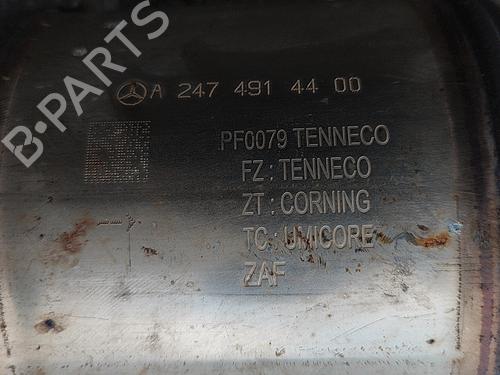 B-PARTS
A 247 491 44 00
PF0079 TENNECO
FZ : TENNECO
ZT : CORNING
TC : UMICORE
ZAF